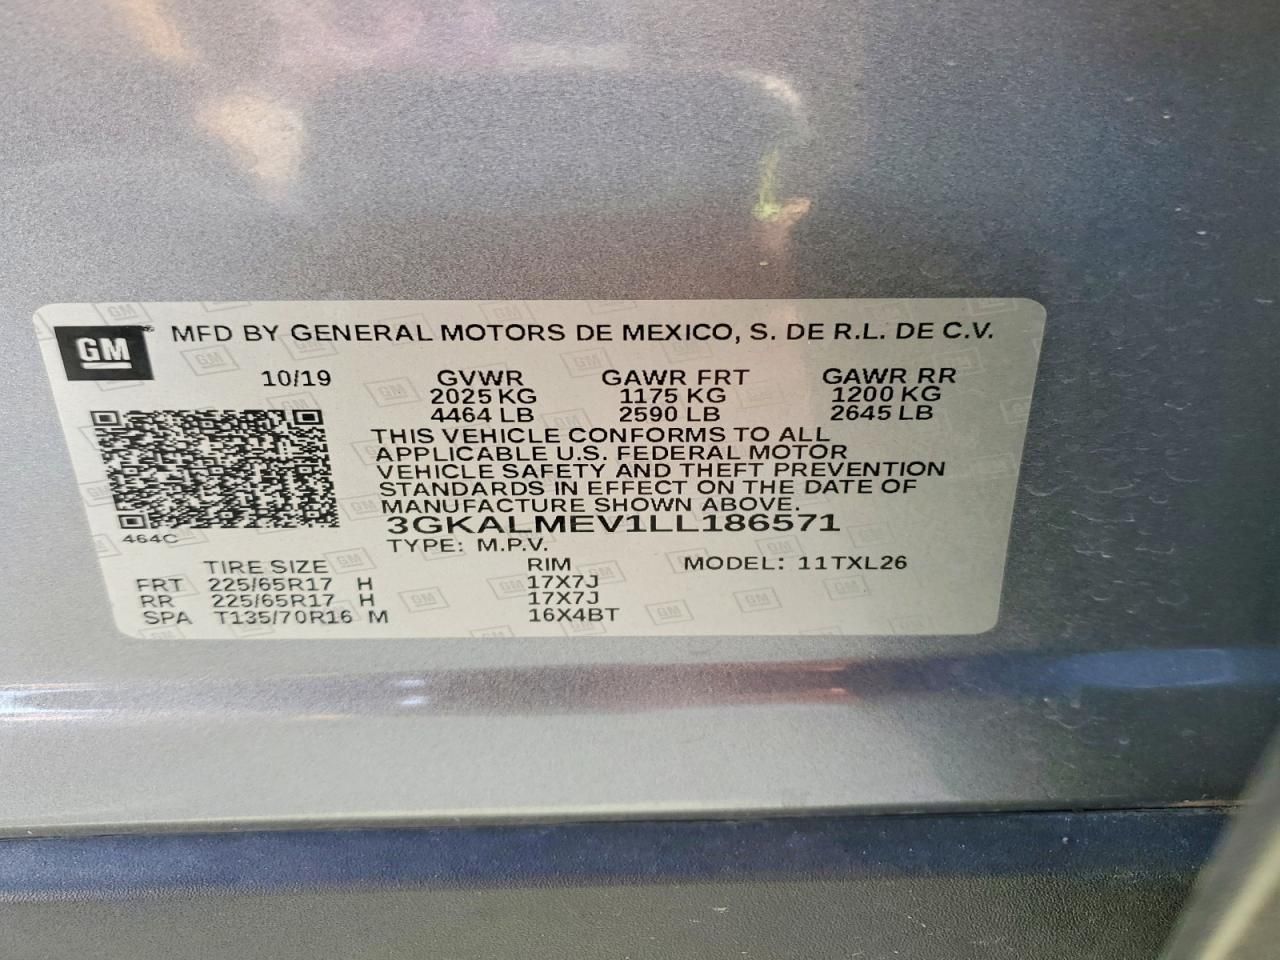 GM® MFD BY GENERAL MOTORS DE MEXICO, S. DE R.L. DE C.V.
10/19 GVWR GAWR FRT GAWR RR
2025 KG 1175 KG 1200 KG
4464 LB 2590 LB 2645 LB
THIS VEHICLE CONFORMS TO ALL
APPLICABLE U.S. FEDERAL MOTOR
VEHICLE SAFETY AND THEFT PREVENTION
STANDARDS IN EFFECT ON THE DATE OF
MANUFACTURE SHOWN ABOVE.
3GKALMEV1LL186571
464C
TYPE: M.P.V.
TIRE SIZE RIM MODEL: 11TXL26
FRT 225/65R17 H 17X7J
RR 225/65R17 H 17X7J
SPA T135/70R16 M 16X4BT